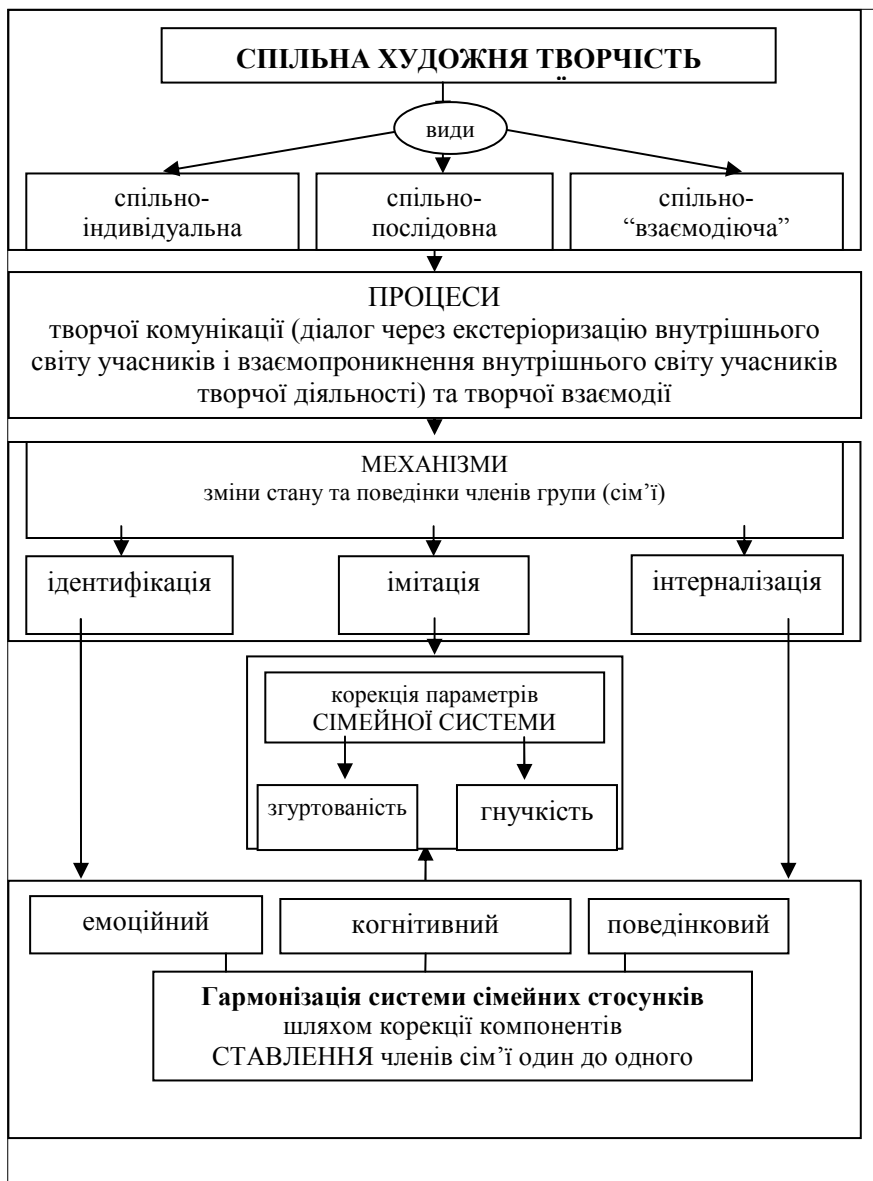 СПІЛЬНА ХУДОЖНЯ ТВОРЧІСТЬ
види
спільно-
індивідуальна
спільно-
послідовна
спільно-
“взаємодіюча”
ПРОЦЕСИ
творчої комунікації (діалог через екстеріоризацію внутрішнього
світу учасників і взаємопроникнення внутрішнього світу учасників
творчої діяльності) та творчої взаємодії
МЕХАНІЗМИ
зміни стану та поведінки членів групи (сім’ї)
ідентифікація
імітація
інтерналізація
корекція параметрів
СІМЕЙНОЇ СИСТЕМИ
згуртованість
гнучкість
емоційний
когнітивний
поведінковий
Гармонізація системи сімейних стосунків
шляхом корекції компонентів
СТАВЛЕННЯ членів сім’ї один до одного